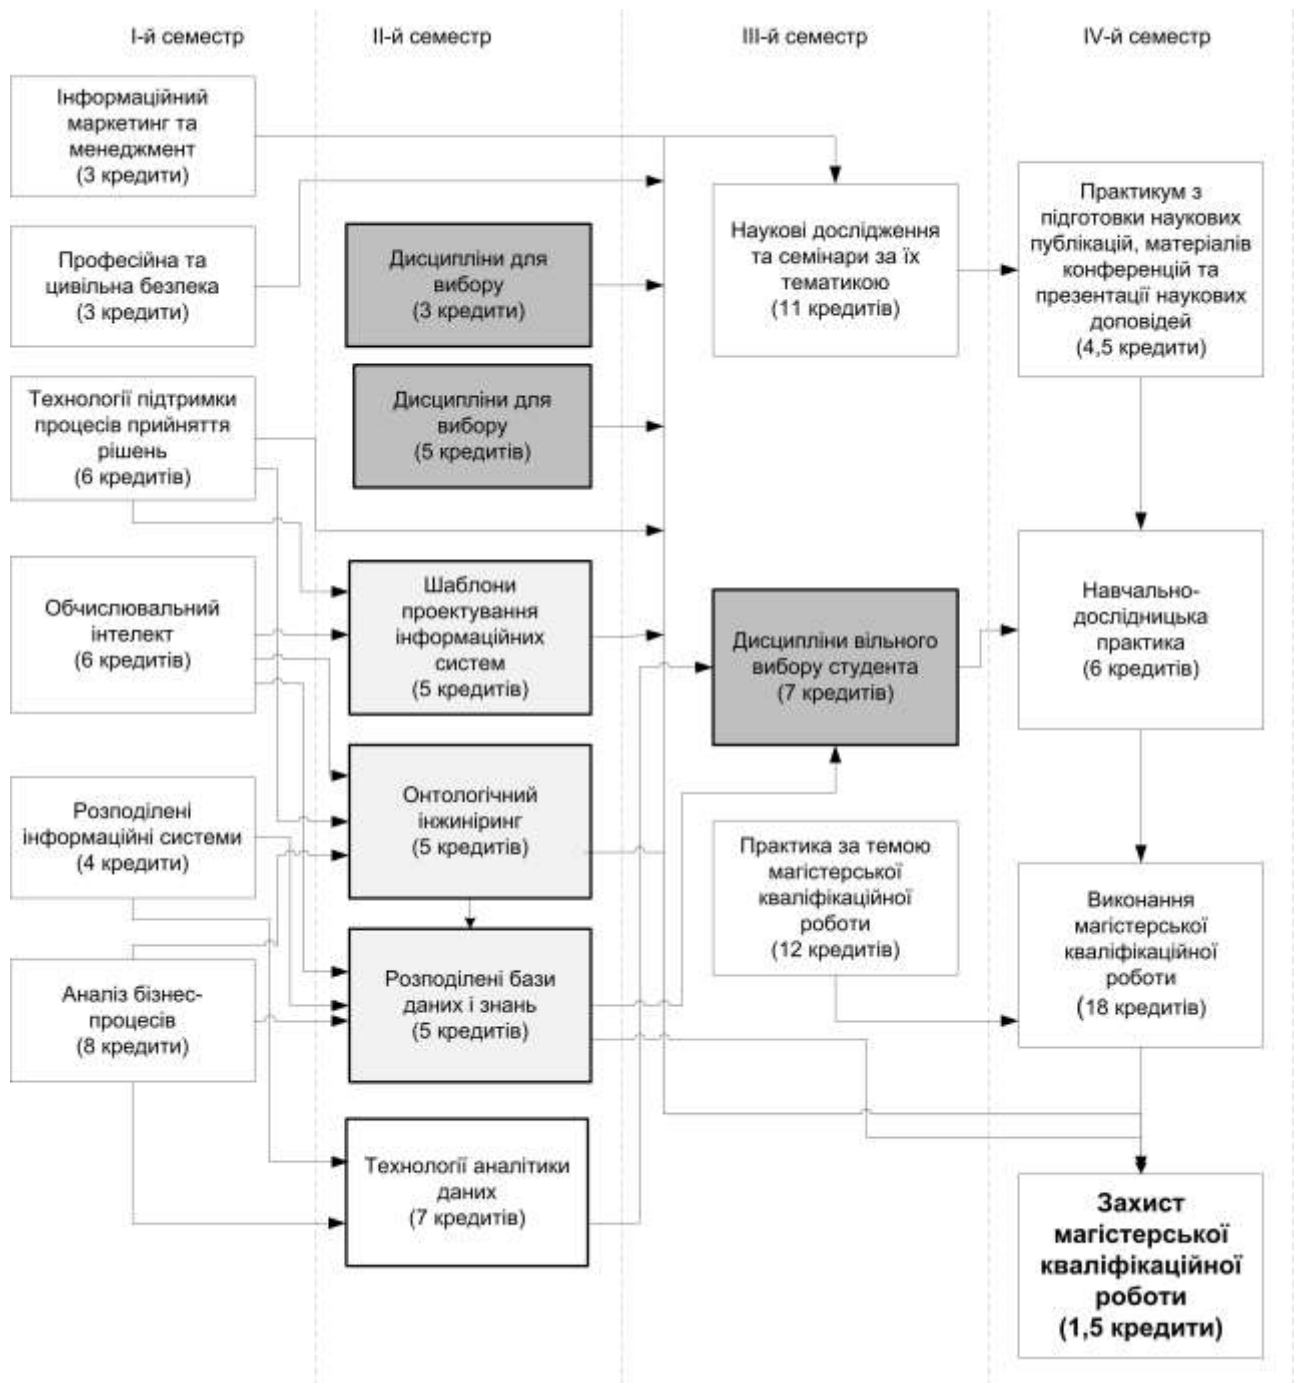 І-й семестр
ІІ-й семестр
ІІІ-й семестр
ІV-й семестр
Інформаційний
маркетинг та
менеджмент
(3 кредити)
Професійна та
цивільна безпека
(3 кредити)
Технології підтримки
процесів прийняття
рішень
(6 кредитів)
Обчислювальний
інтелект
(6 кредитів)
Розподілені
інформаційні системи
(4 кредити)
Аналіз бізнес-
процесів
(8 кредити)
Дисципліни для
вибору
(3 кредити)
Дисципліни для
вибору
(5 кредитів)
Шаблони
проектування
інформаційних
систем
(5 кредитів)
Онтологічний
інжиніринг
(5 кредитів)
Розподілені бази
даних і знань
(5 кредитів)
Технології аналітики
даних
(7 кредитів)
Наукові дослідження
та семінари за їх
тематикою
(11 кредитів)
Дисципліни вільного
вибору студента
(7 кредитів)
Практика за темою
магістерської
кваліфікаційної
роботи
(12 кредитів)
Практикум з
підготовки наукових
публікацій, матеріалів
конференцій та
презентації наукових
доповідей
(4,5 кредити)
Навчально-
дослідницька
практика
(6 кредитів)
Виконання
магістерської
кваліфікаційної
роботи
(18 кредитів)
Захист
магістерської
кваліфікаційної
роботи
(1,5 кредити)